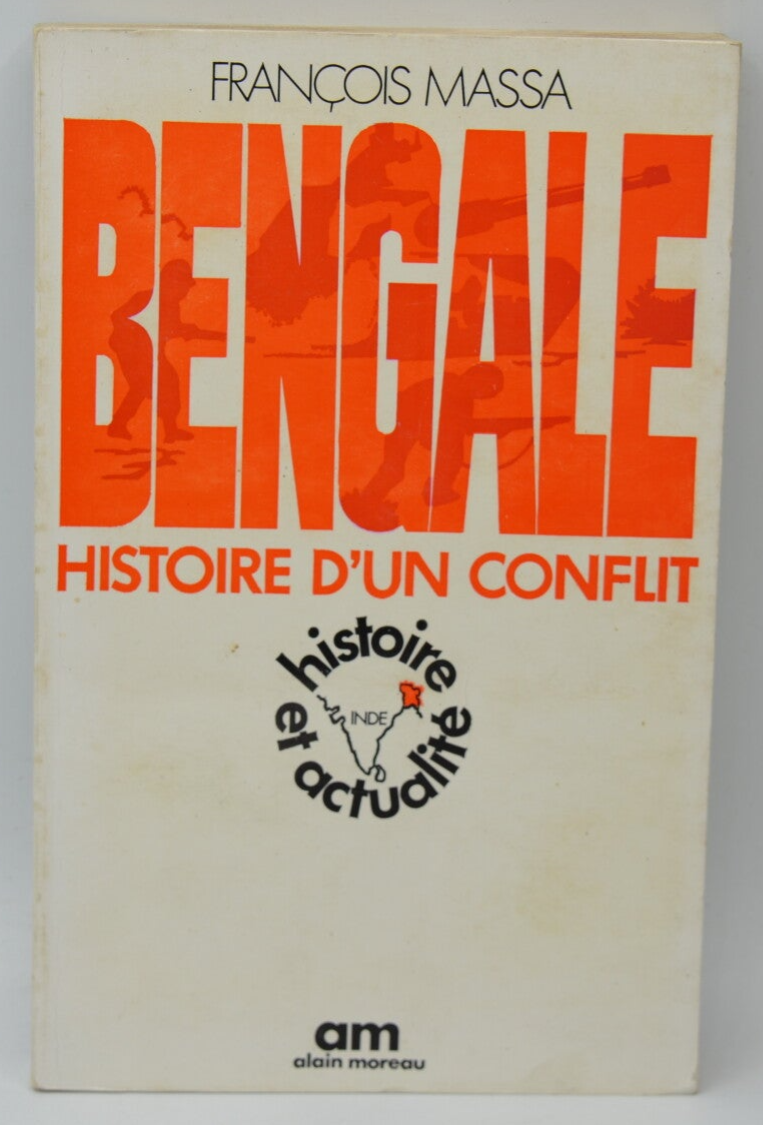 FRANÇOIS MASSA
BENGALE
HISTOIRE D'UN CONFLIT
histoire
INDE
et actualité
am
alain moreau